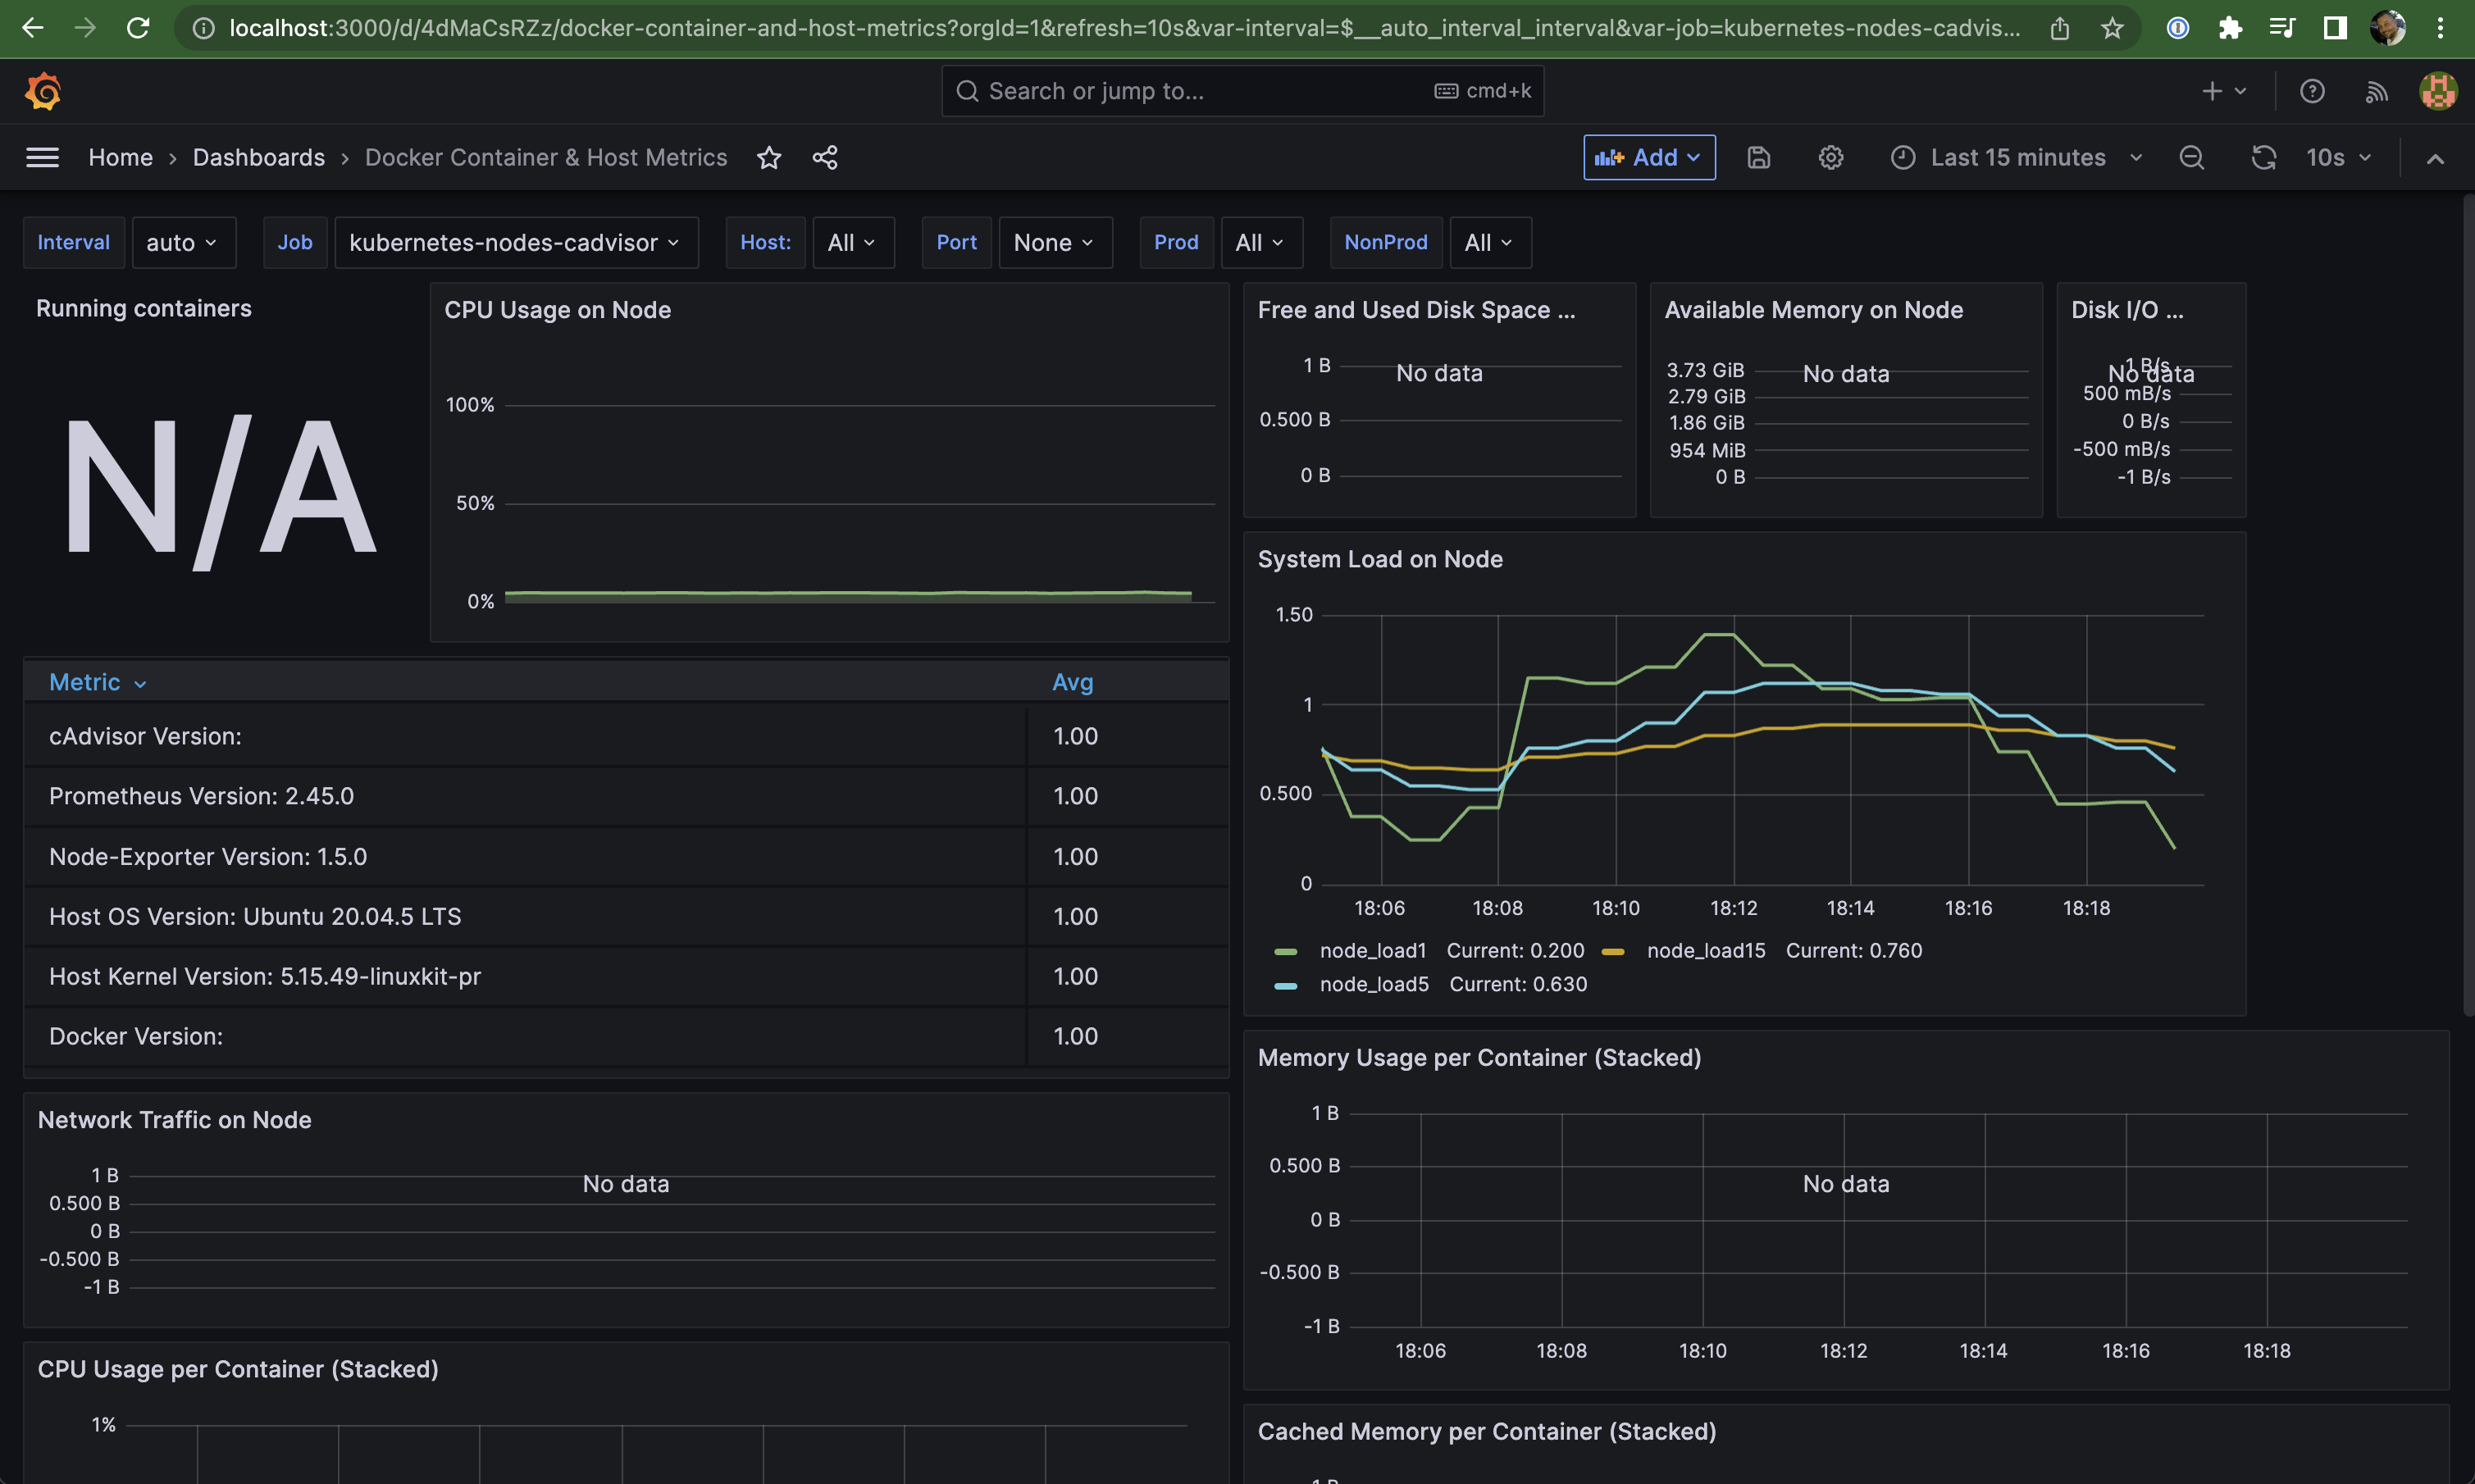 localhost:3000/d/4dMaCsRZz/docker-container-and-host-metrics?orgId=1&refresh=10s&var-interval=$__auto_interval_interval&var-job=kubernetes-nodes-cadvis...
Search or jump to... cmd+k
Home › Dashboards › Docker Container & Host Metrics Add Last 15 minutes 10s
Interval auto Job kubernetes-nodes-cadvisor Host: All Port None Prod All NonProd All
Running containers
N/A
CPU Usage on Node
100%
50%
0%
Free and Used Disk Space ...
No data
1 B
0.500 B
0 B
Available Memory on Node
No data
3.73 GiB
2.79 GiB
1.86 GiB
954 MiB
0 B
Disk I/O ...
No data
1 B/s
500 mB/s
0 B/s
-500 mB/s
-1 B/s
System Load on Node
1.50
1
0.500
0
18:06 18:08 18:10 18:12 18:14 18:16 18:18
node_load1 Current: 0.200 node_load15 Current: 0.760
node_load5 Current: 0.630
Metric Avg
cAdvisor Version: 1.00
Prometheus Version: 2.45.0 1.00
Node-Exporter Version: 1.5.0 1.00
Host OS Version: Ubuntu 20.04.5 LTS 1.00
Host Kernel Version: 5.15.49-linuxkit-pr 1.00
Docker Version: 1.00
Memory Usage per Container (Stacked)
No data
1 B
0.500 B
0 B
-0.500 B
-1 B
18:06 18:08 18:10 18:12 18:14 18:16 18:18
Network Traffic on Node
No data
1 B
0.500 B
0 B
-0.500 B
-1 B
CPU Usage per Container (Stacked)
1%
Cached Memory per Container (Stacked)